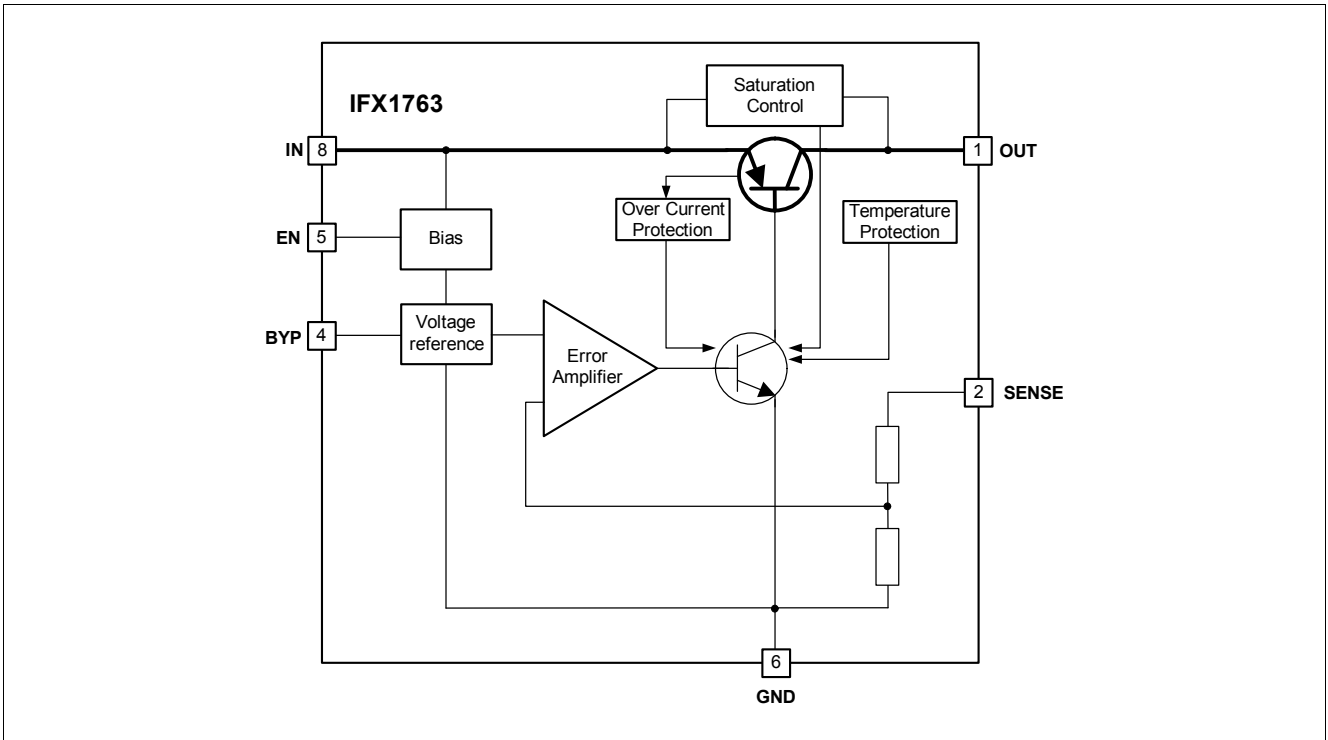 IFX1763
Saturation
Control
IN
8
1
OUT
Over Current
Protection
Temperature
Protection
EN
5
Bias
BYP
4
Voltage
reference
Error
Amplifier
2
SENSE
6
GND